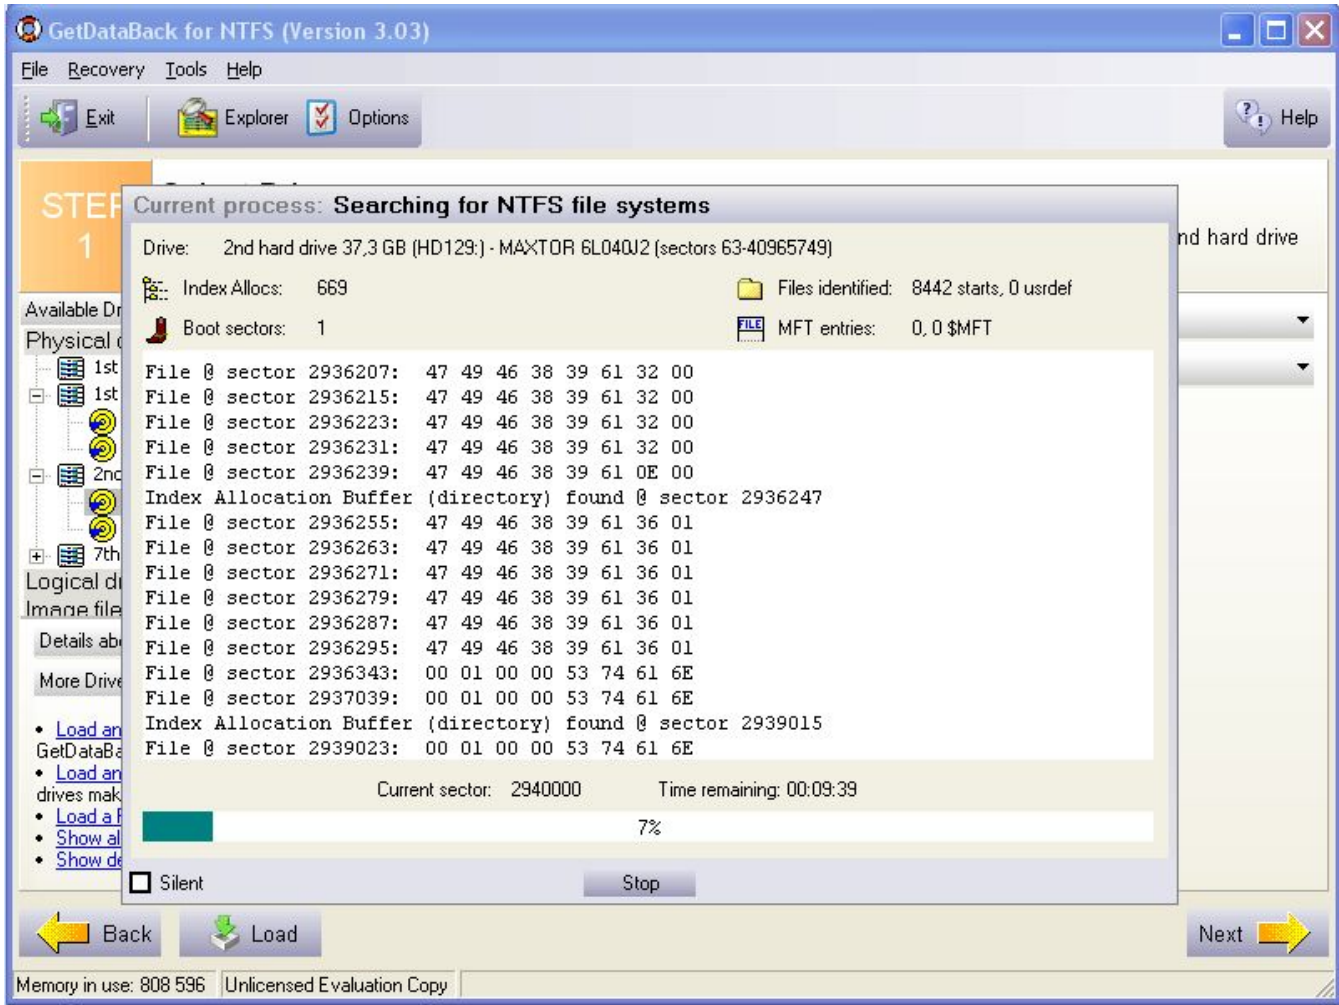 GetDataBack for NTFS (Version 3.03)
File Recovery Tools Help
Exit Explorer Options Help
STEP
1
nd hard drive
Current process: Searching for NTFS file systems
Drive: 2nd hard drive 37,3 GB (HD129:) - MAXTOR 6L040J2 (sectors 63-40965749)
Index Allocs: 669 Files identified: 8442 starts, 0 usrdef
Boot sectors: 1 FILE MFT entries: 0, 0 $MFT
File @ sector 2936207: 47 49 46 38 39 61 32 00
File @ sector 2936215: 47 49 46 38 39 61 32 00
File @ sector 2936223: 47 49 46 38 39 61 32 00
File @ sector 2936231: 47 49 46 38 39 61 32 00
File @ sector 2936239: 47 49 46 38 39 61 0E 00
Index Allocation Buffer (directory) found @ sector 2936247
File @ sector 2936255: 47 49 46 38 39 61 36 01
File @ sector 2936263: 47 49 46 38 39 61 36 01
File @ sector 2936271: 47 49 46 38 39 61 36 01
File @ sector 2936279: 47 49 46 38 39 61 36 01
File @ sector 2936287: 47 49 46 38 39 61 36 01
File @ sector 2936295: 47 49 46 38 39 61 36 01
File @ sector 2936343: 00 01 00 00 53 74 61 6E
File @ sector 2937039: 00 01 00 00 53 74 61 6E
Index Allocation Buffer (directory) found @ sector 2939015
File @ sector 2939023: 00 01 00 00 53 74 61 6E
Current sector: 2940000 Time remaining: 00:09:39
7%
Silent Stop
Available Dr
Physical
1st
1st
2nd
7th
Logical dr
Image file
Details abo
More Drive
• Load an
GetDataBa
• Load an
drives mak
• Load a
• Show al
• Show de
Back Load Next
Memory in use: 808 596 Unlicensed Evaluation Copy